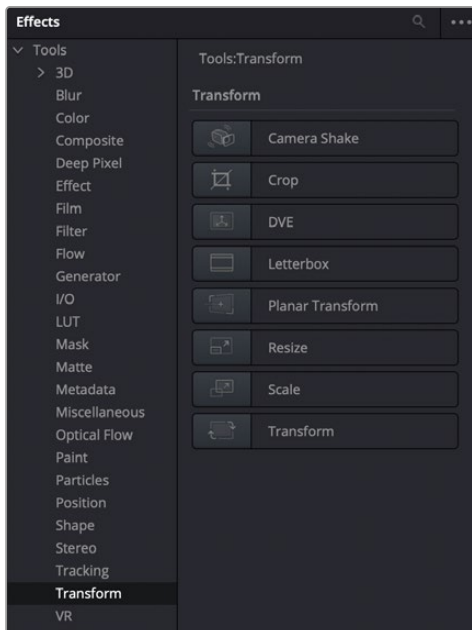 Effects
Tools
3D
Blur
Color
Composite
Deep Pixel
Effect
Film
Filter
Flow
Generator
I/O
LUT
Mask
Matte
Metadata
Miscellaneous
Optical Flow
Paint
Particles
Position
Shape
Stereo
Tracking
Transform
VR
Tools:Transform
Transform
Camera Shake
Crop
DVE
Letterbox
Planar Transform
Resize
Scale
Transform